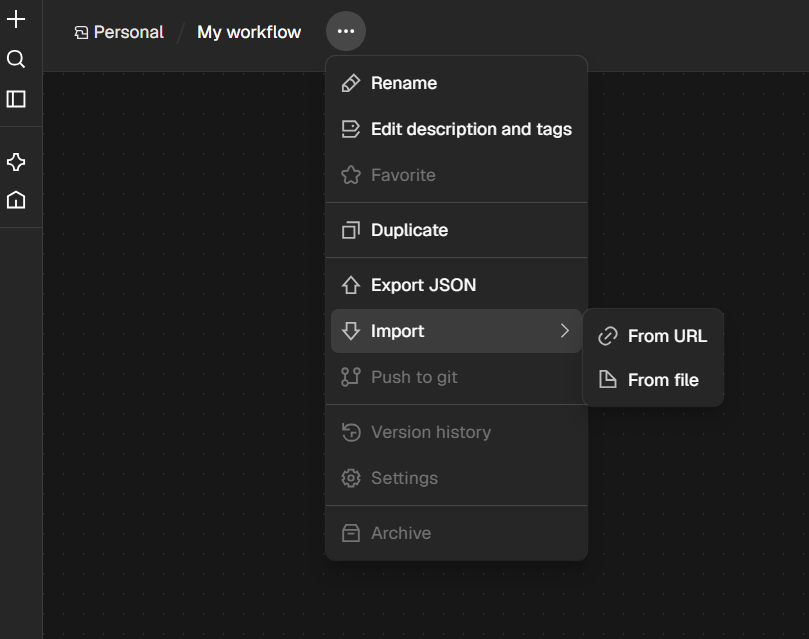 Personal / My workflow
Rename
Edit description and tags
Favorite
Duplicate
Export JSON
Import
From URL
From file
Push to git
Version history
Settings
Archive